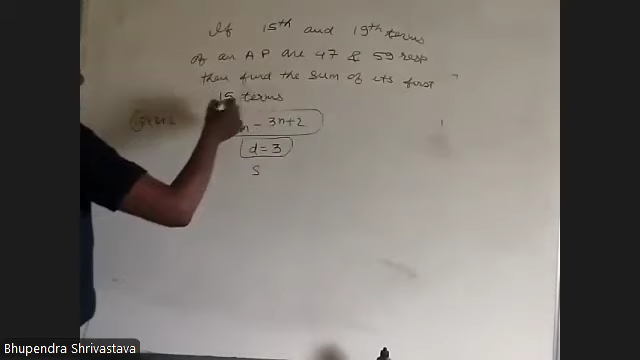 If 15th and 19th terms
of an AP are 47 & 59 resp
then find the sum of its first
15 terms
n - 3n+2
d = 3
S
Bhupendra Shrivastava